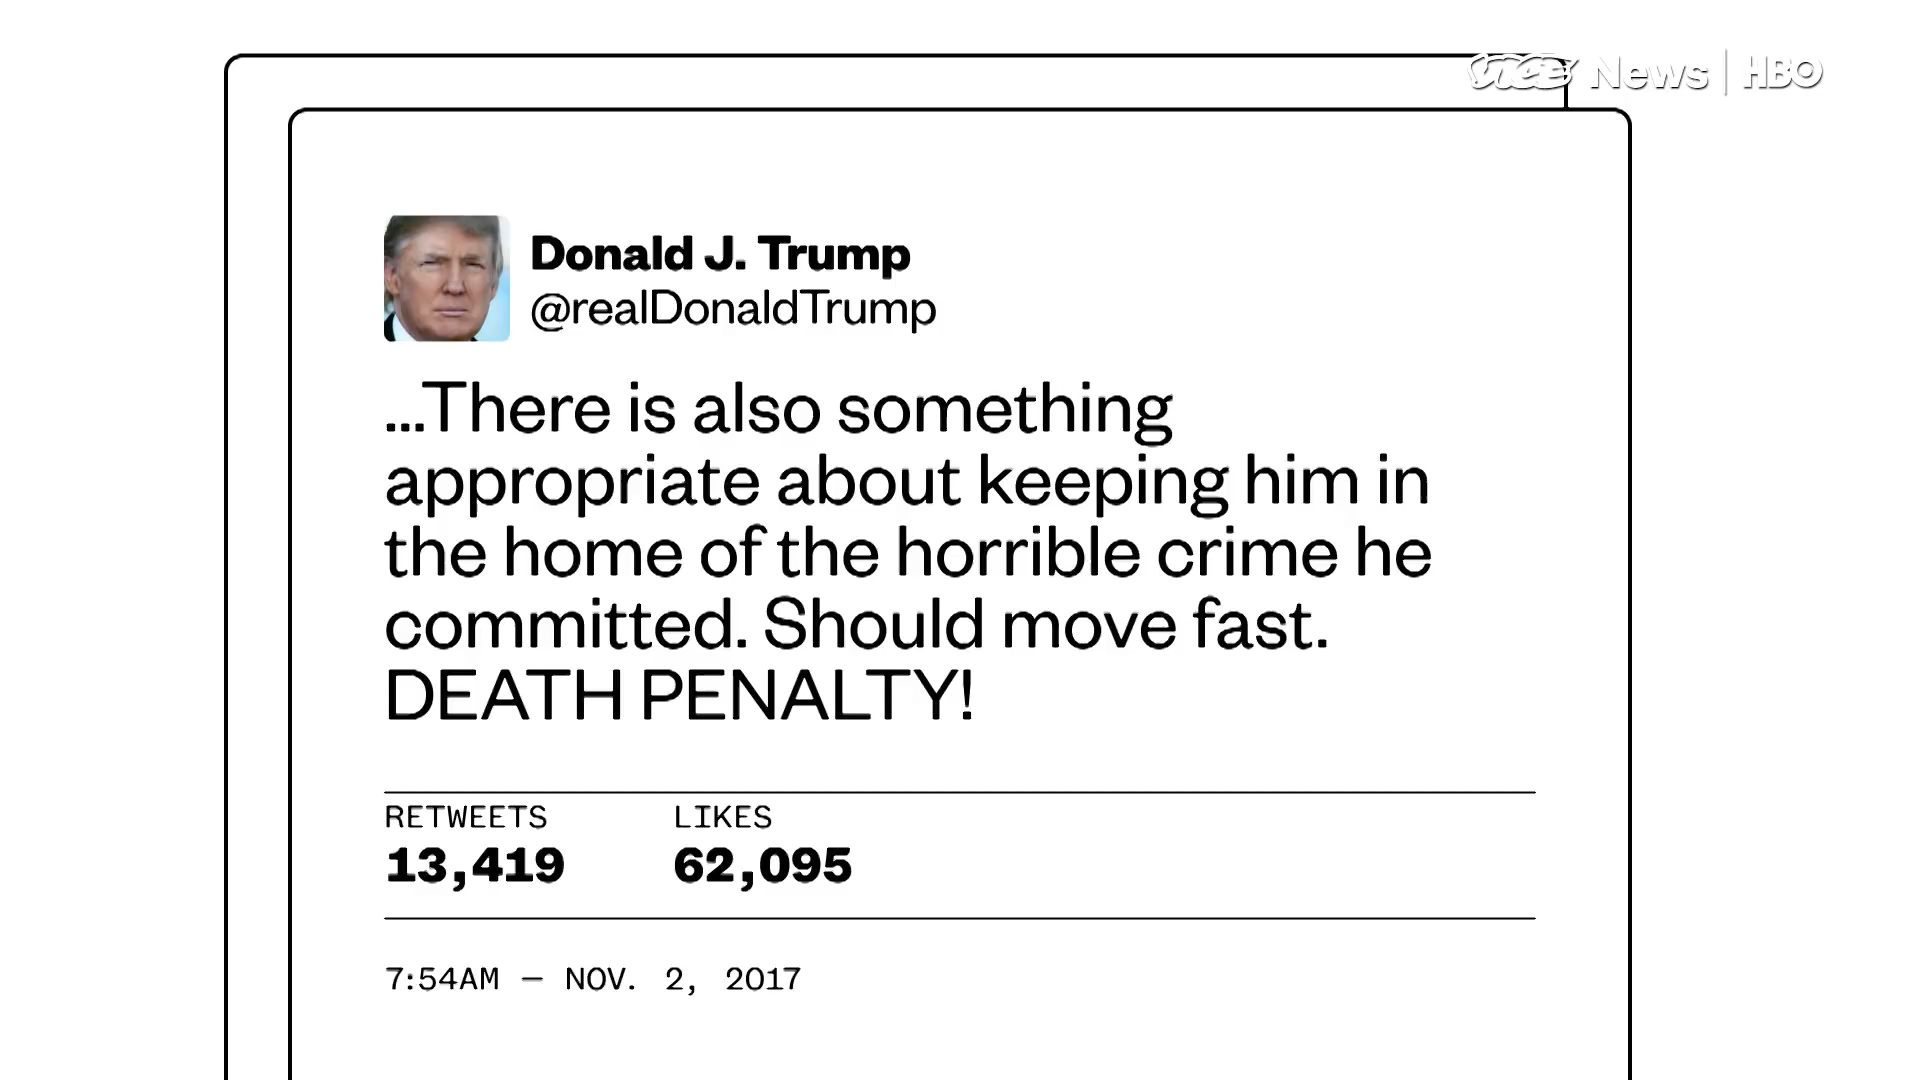 VICE News | HBO
Donald J. Trump
@realDonaldTrump
...There is also something
appropriate about keeping him in
the home of the horrible crime he
committed. Should move fast.
DEATH PENALTY!
RETWEETS LIKES
13,419 62,095
7:54AM — NOV. 2, 2017